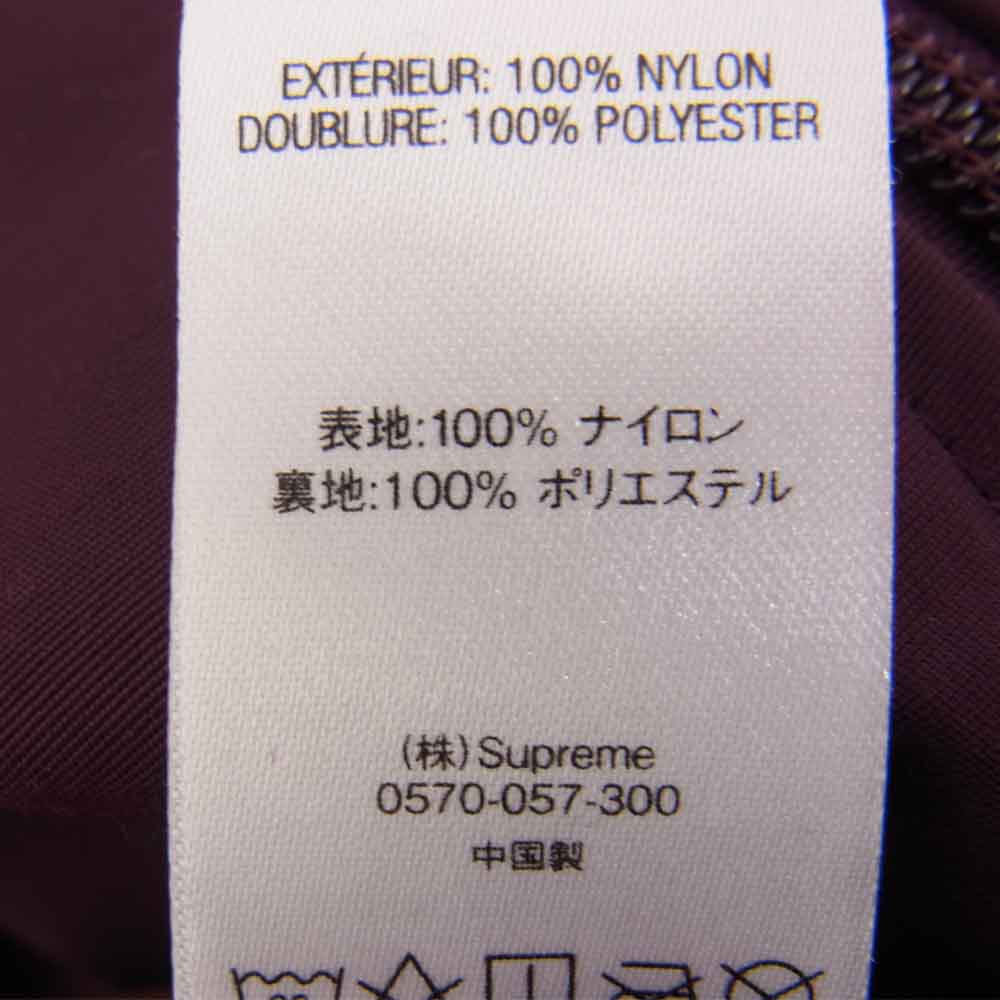 EXTÉRIEUR: 100% NYLON
DOUBLURE: 100% POLYESTER
表地:100% ナイロン
裏地:100% ポリエステル
(株)Supreme
0570-057-300
中国製